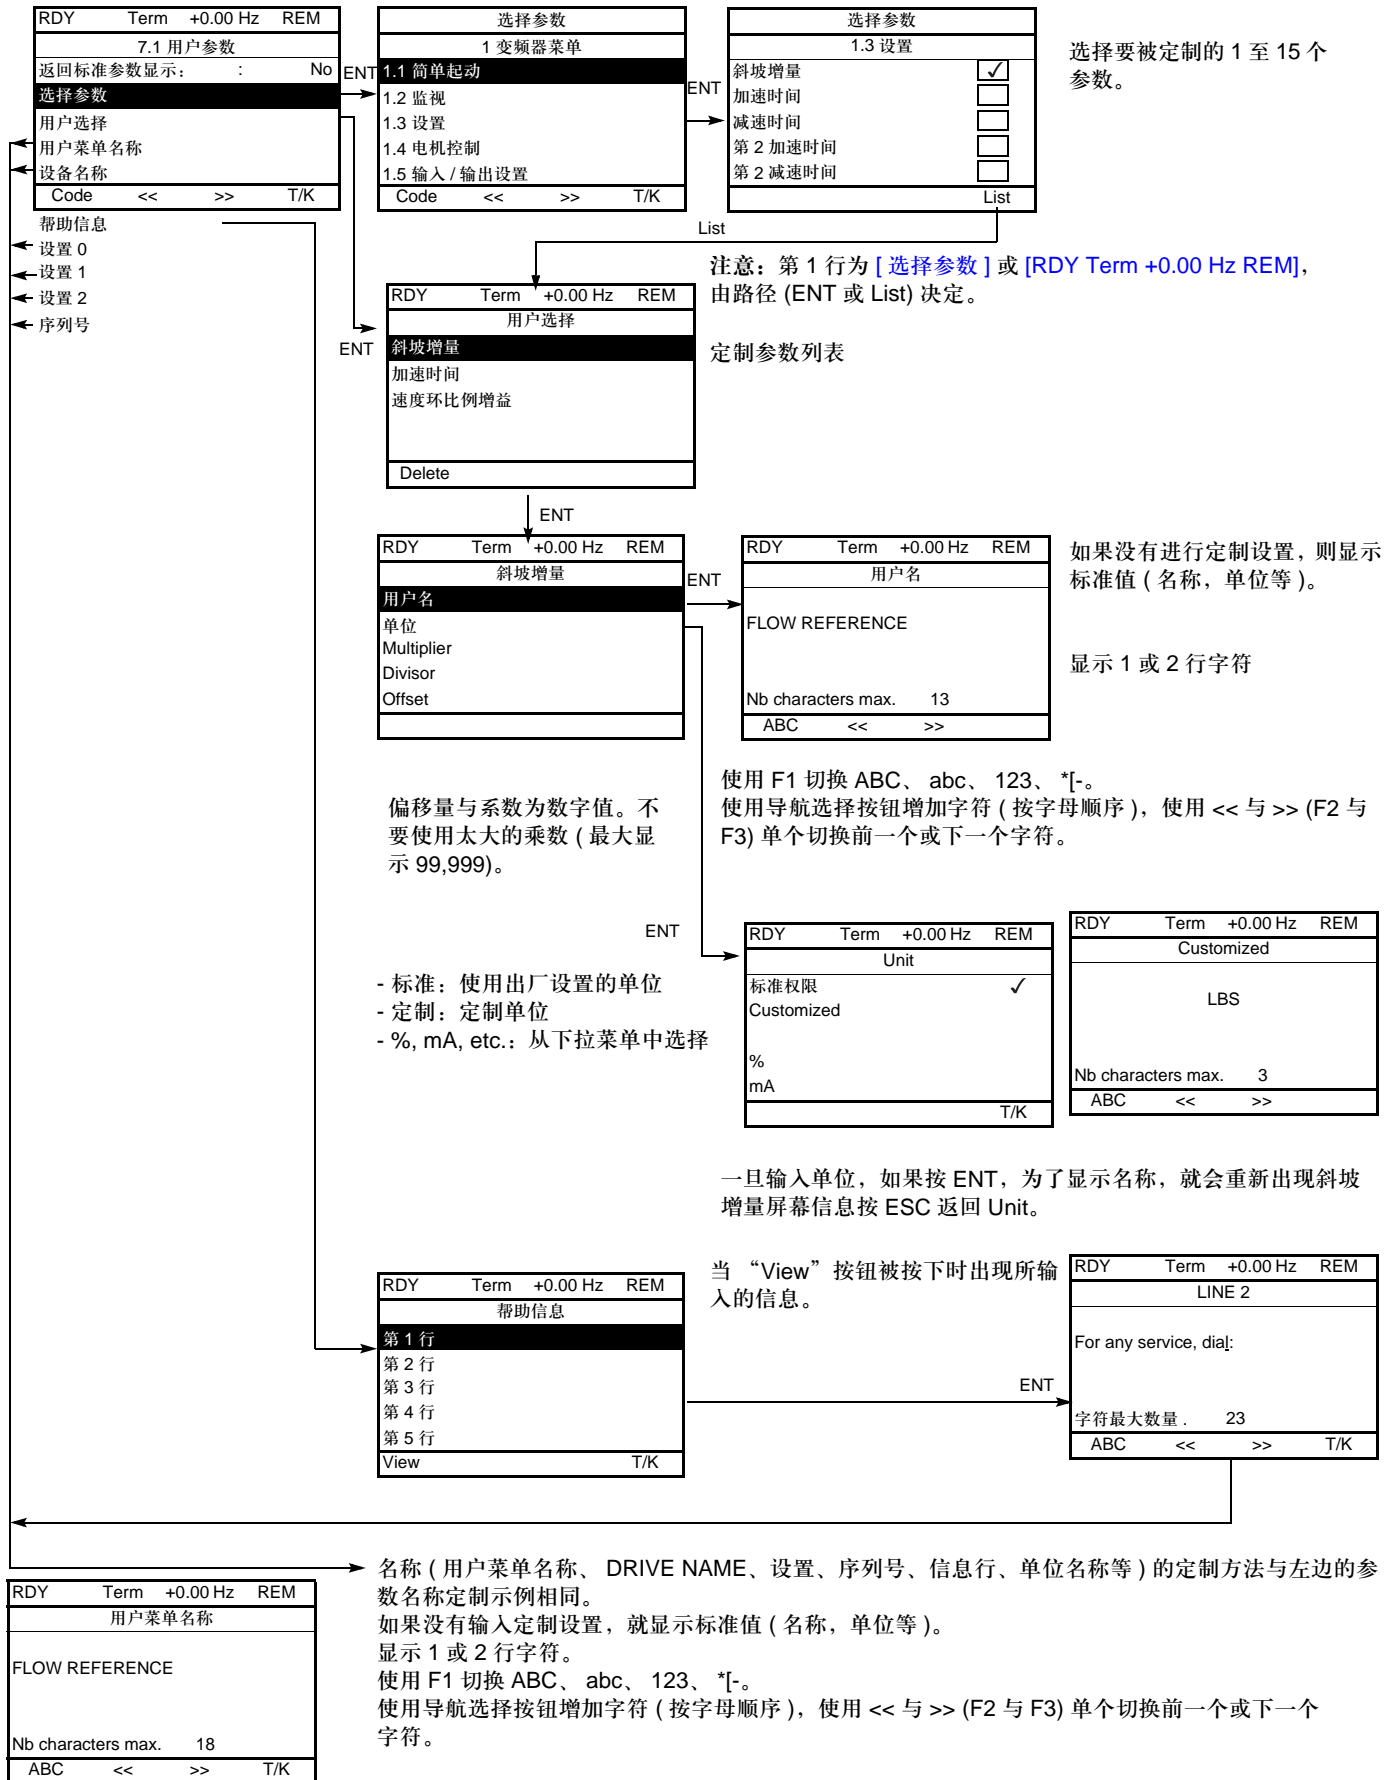 RDY Term +0.00 Hz REM
7.1 用户参数
返回标准参数显示： : No
选择参数
用户选择
用户菜单名称
设备名称
Code << >> T/K
帮助信息
设置 0
设置 1
设置 2
序列号
ENT
选择参数
1 变频器菜单
1.1 简单起动
1.2 监视
1.3 设置
1.4 电机控制
1.5 输入 / 输出设置
Code << >> T/K
ENT
选择参数
1.3 设置
斜坡增量 ✓
加速时间
减速时间
第 2 加速时间
第 2 减速时间
List
选择要被定制的 1 至 15 个
参数。
List
注意：第 1 行为 [ 选择参数 ] 或 [RDY Term +0.00 Hz REM]，
由路径 (ENT 或 List) 决定。
ENT
RDY Term +0.00 Hz REM
用户选择
斜坡增量
加速时间
速度环比例增益
Delete
定制参数列表
ENT
RDY Term +0.00 Hz REM
斜坡增量
用户名
单位
Multiplier
Divisor
Offset
ENT
RDY Term +0.00 Hz REM
用户名
FLOW REFERENCE
Nb characters max. 13
ABC << >>
如果没有进行定制设置，则显示
标准值 ( 名称，单位等 )。
显示 1 或 2 行字符
偏移量与系数为数字值。不
要使用太大的乘数 ( 最大显
示 99,999)。
使用 F1 切换 ABC、 abc、 123、 *[-。
使用导航选择按钮增加字符 ( 按字母顺序 )，使用 << 与 >> (F2 与
F3) 单个切换前一个或下一个字符。
ENT
- 标准：使用出厂设置的单位
- 定制：定制单位
- %, mA, etc.：从下拉菜单中选择
RDY Term +0.00 Hz REM
Unit
标准权限 ✓
Customized
%
mA
T/K
RDY Term +0.00 Hz REM
Customized
LBS
Nb characters max. 3
ABC << >>
一旦输入单位，如果按 ENT，为了显示名称，就会重新出现斜坡
增量屏幕信息按 ESC 返回 Unit。
RDY Term +0.00 Hz REM
帮助信息
第 1 行
第 2 行
第 3 行
第 4 行
第 5 行
View T/K
当 “View”按钮被按下时出现所输
入的信息。
ENT
RDY Term +0.00 Hz REM
LINE 2
For any service, dial:
字符最大数量 . 23
ABC << >> T/K
名称 ( 用户菜单名称、 DRIVE NAME、设置、序列号、信息行、单位名称等 ) 的定制方法与左边的参
数名称定制示例相同。
如果没有输入定制设置，就显示标准值 ( 名称，单位等 )。
显示 1 或 2 行字符。
使用 F1 切换 ABC、 abc、 123、 *[-。
使用导航选择按钮增加字符 ( 按字母顺序 )，使用 << 与 >> (F2 与 F3) 单个切换前一个或下一个
字符。
RDY Term +0.00 Hz REM
用户菜单名称
FLOW REFERENCE
Nb characters max. 18
ABC << >> T/K